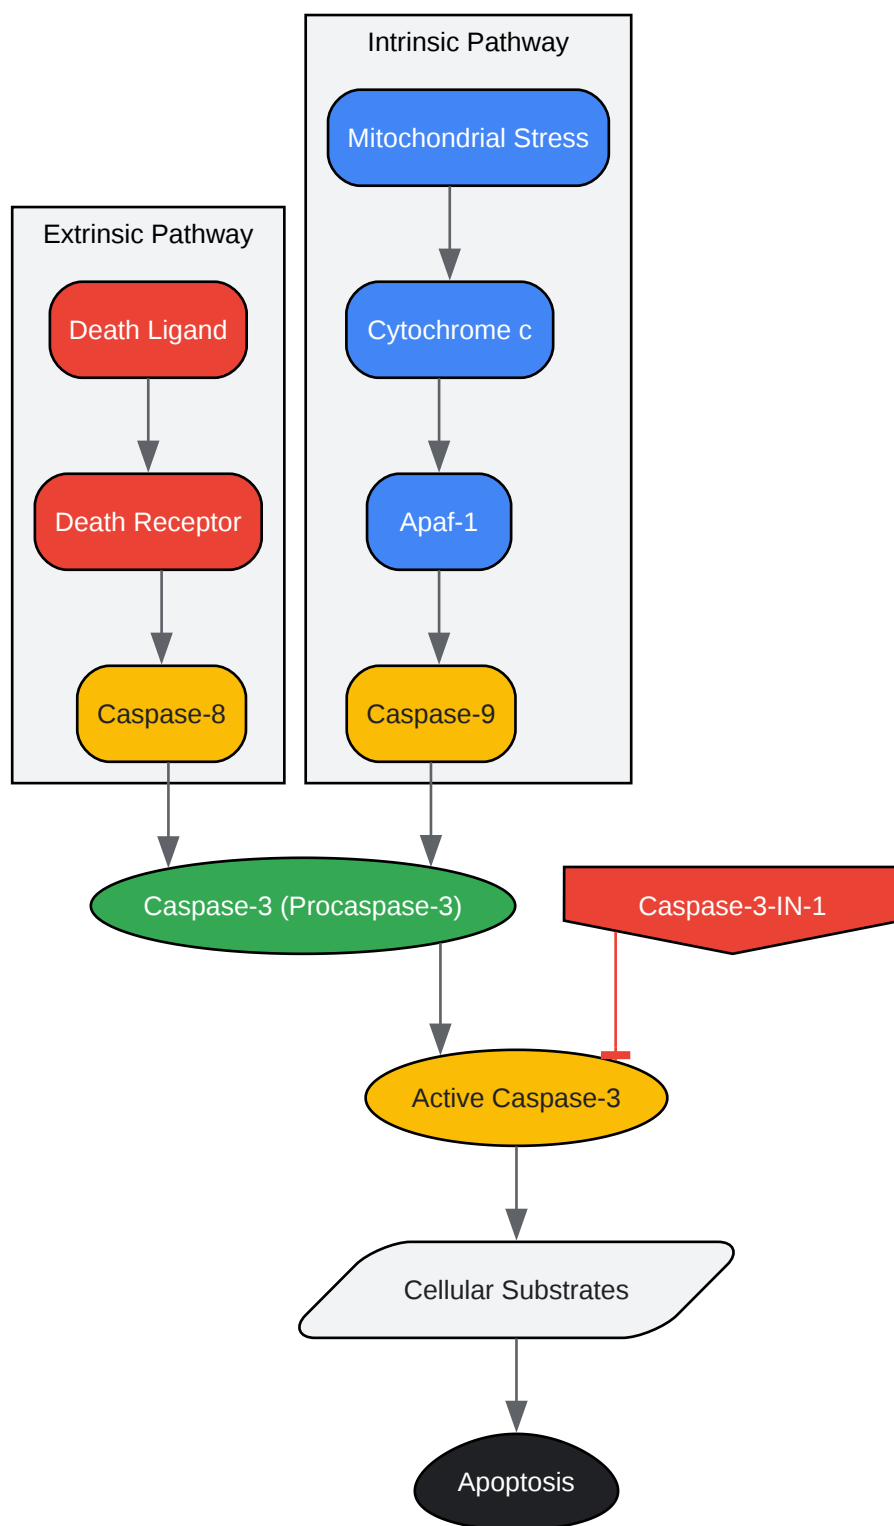 Intrinsic Pathway
Mitochondrial Stress
Extrinsic Pathway
Death Ligand
Cytochrome c
Death Receptor
Apaf-1
Caspase-8
Caspase-9
Caspase-3 (Procaspase-3)
Caspase-3-IN-1
Active Caspase-3
Cellular Substrates
Apoptosis